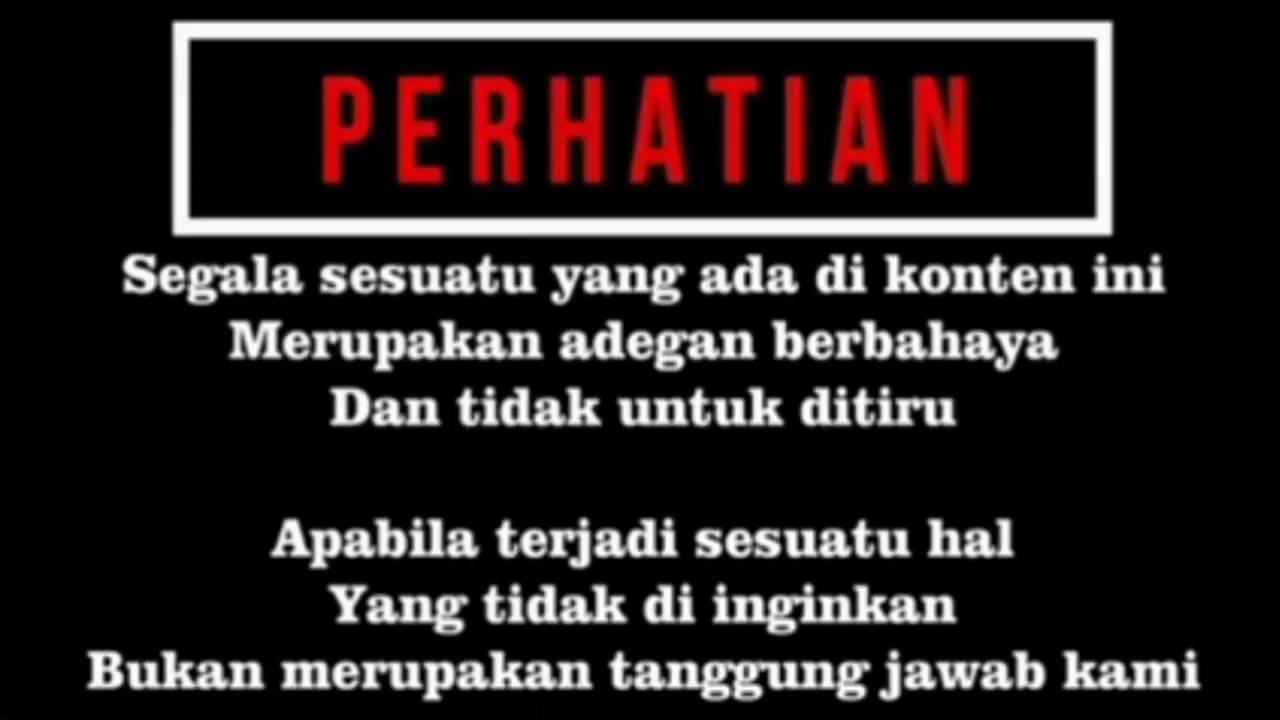 PERHATIAN
Segala sesuatu yang ada di konten ini
Merupakan adegan berbahaya
Dan tidak untuk ditiru
Apabila terjadi sesuatu hal
Yang tidak di inginkan
Bukan merupakan tanggung jawab kami